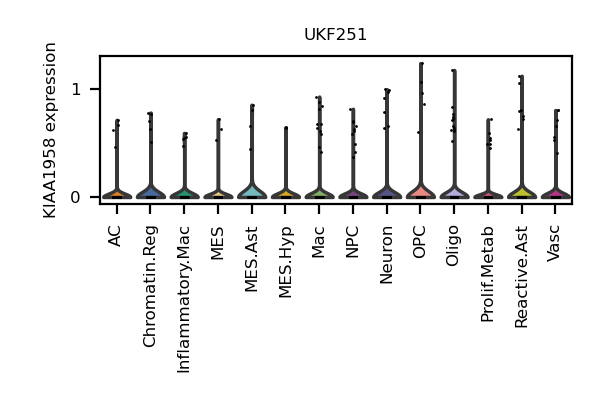 UKF251
KIAA1958 expression
1
0
AC
Chromatin.Reg
Inflammatory.Mac
MES
MES.Ast
MES.Hyp
Mac
NPC
Neuron
OPC
Oligo
Prolif.Metab
Reactive.Ast
Vasc